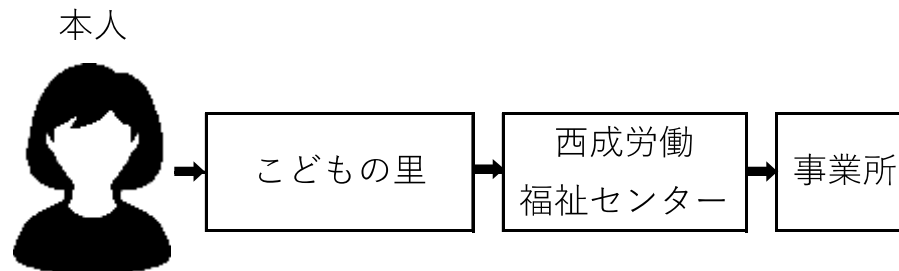 本人
こどもの里
西成労働
福祉センター
事業所